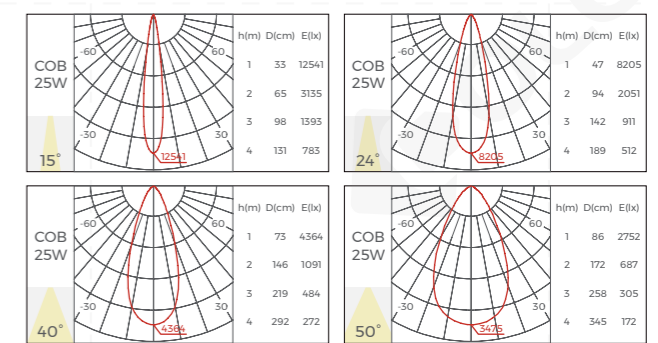 COB
25W
15°
-60
60
-30
30
12541
h(m) D(cm) E(lx)
1 33 12541
2 65 3135
3 98 1393
4 131 783
COB
25W
24°
-60
60
-30
30
8205
h(m) D(cm) E(lx)
1 47 8205
2 94 2051
3 142 911
4 189 512
COB
25W
40°
-60
60
-30
30
4364
h(m) D(cm) E(lx)
1 73 4364
2 146 1091
3 219 484
4 292 272
COB
25W
50°
-60
60
-30
30
3475
h(m) D(cm) E(lx)
1 86 2752
2 172 687
3 258 305
4 345 172